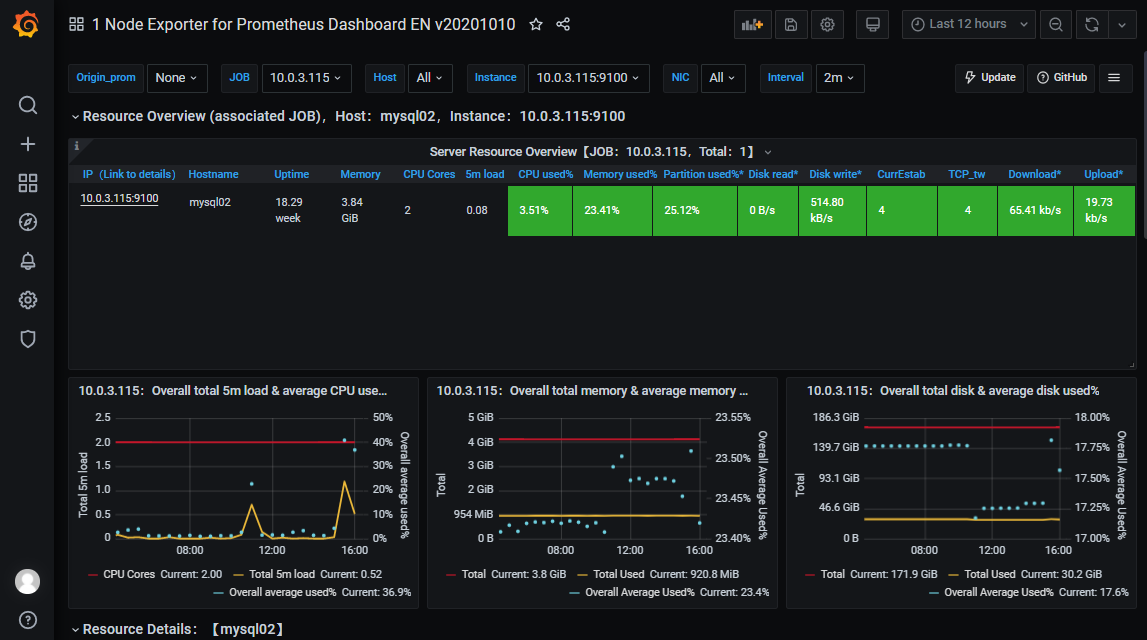 1 Node Exporter for Prometheus Dashboard EN v20201010
Last 12 hours
Origin_prom None JOB 10.0.3.115 Host All Instance 10.0.3.115:9100 NIC All Interval 2m Update GitHub
Resource Overview (associated JOB)，Host：mysql02，Instance：10.0.3.115:9100
Server Resource Overview【JOB：10.0.3.115，Total：1】
IP（Link to details） Hostname Uptime Memory CPU Cores 5m load CPU used% Memory used% Partition used%* Disk read* Disk write* CurrEstab TCP_tw Download* Upload*
10.0.3.115:9100 mysql02 18.29 week 3.84 GiB 2 0.08 3.51% 23.41% 25.12% 0 B/s 514.80 kB/s 4 4 65.41 kb/s 19.73 kb/s
10.0.3.115：Overall total 5m load & average CPU use...
Total 5m load
2.5
2.0
1.5
1.0
0.5
0
50%
40%
30%
20%
10%
0%
Overall average used%
08:00 12:00 16:00
CPU Cores Current: 2.00 Total 5m load Current: 0.52
Overall average used% Current: 36.9%
10.0.3.115：Overall total memory & average memory ...
Total
5 GiB
4 GiB
3 GiB
2 GiB
954 MiB
0 B
23.55%
23.50%
23.45%
23.40%
Overall Average Used%
08:00 12:00 16:00
Total Current: 3.8 GiB Total Used Current: 920.8 MiB
Overall Average Used% Current: 23.4%
10.0.3.115：Overall total disk & average disk used%
Total
186.3 GiB
139.7 GiB
93.1 GiB
46.6 GiB
0 B
18.00%
17.75%
17.50%
17.25%
17.00%
Overall Average Used%
08:00 12:00 16:00
Total Current: 171.9 GiB Total Used Current: 30.2 GiB
Overall Average Used% Current: 17.6%
Resource Details：【mysql02】